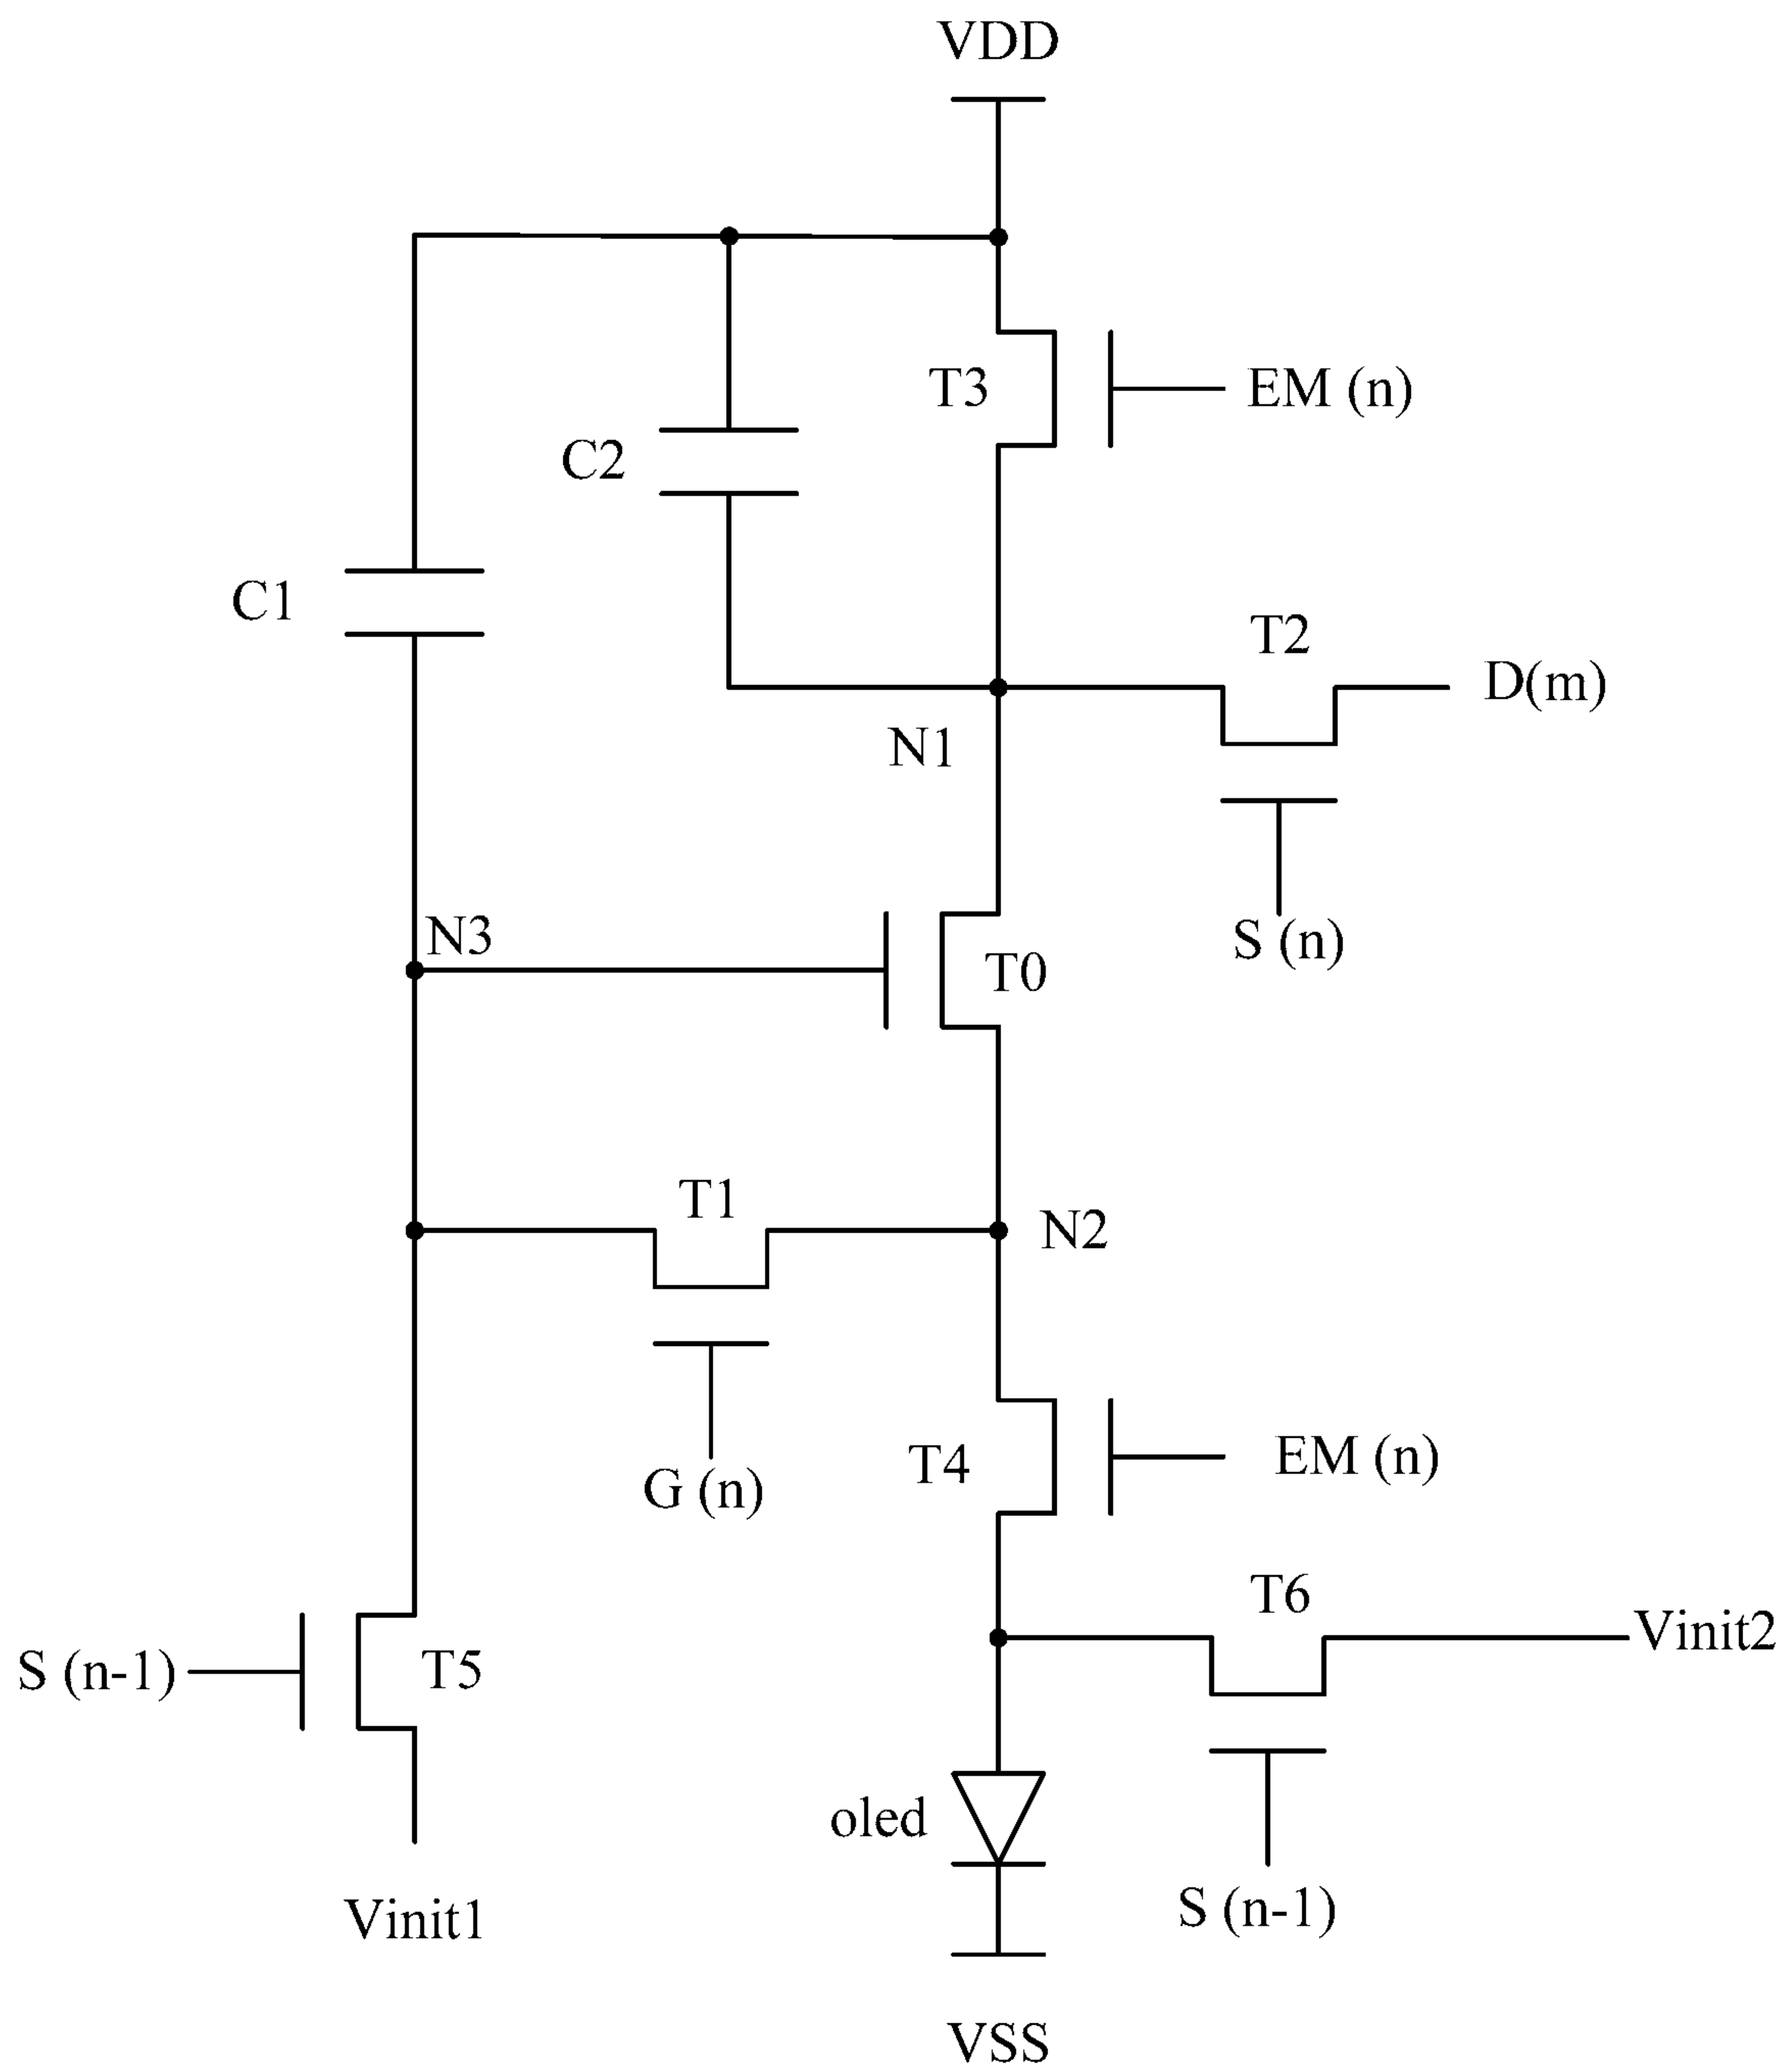 VDD
T3
EM (n)
C2
C1
T2
D(m)
N1
N3
S (n)
T0
T1
N2
G (n)
T4
EM (n)
T6
Vinit2
S (n-1)
T5
oled
Vinit1
S (n-1)
VSS